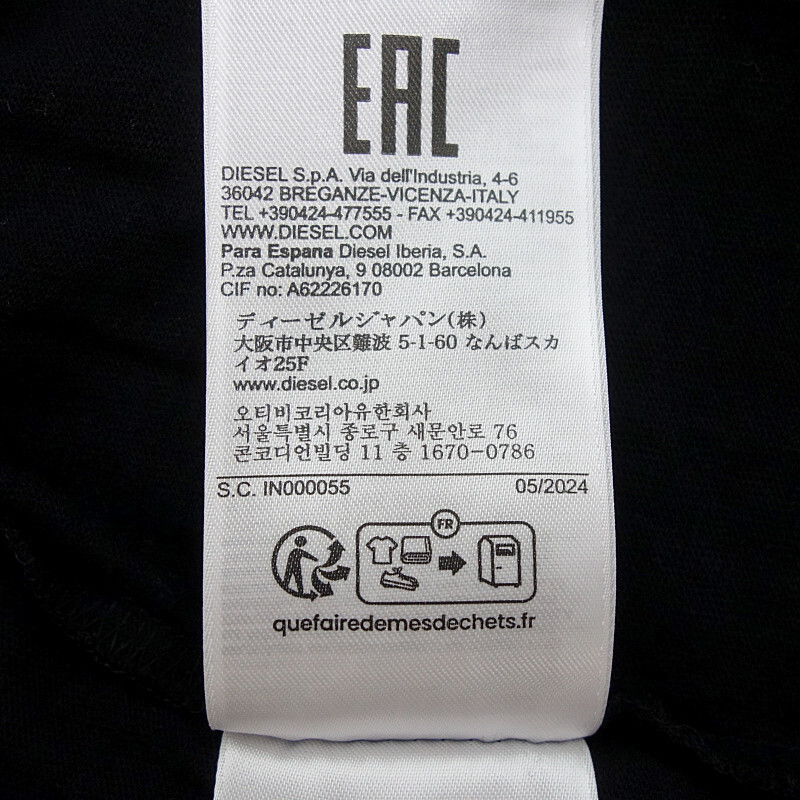 EAC
DIESEL S.p.A. Via dell'Industria, 4-6
36042 BREGANZE-VICENZA-ITALY
TEL +390424-477555 - FAX +390424-411955
WWW.DIESEL.COM
Para Espana Diesel Iberia, S.A.
P.za Catalunya, 9 08002 Barcelona
CIF no: A62226170
ディーゼルジャパン(株)
大阪市中央区難波 5-1-60 なんばスカ
イオ25F
www.diesel.co.jp
오티비코리아유한회사
서울특별시 종로구 새문안로 76
콘코디언빌딩 11 층 1670-0786
S.C. IN000055 05/2024
FR
quefairedemesdechets.fr